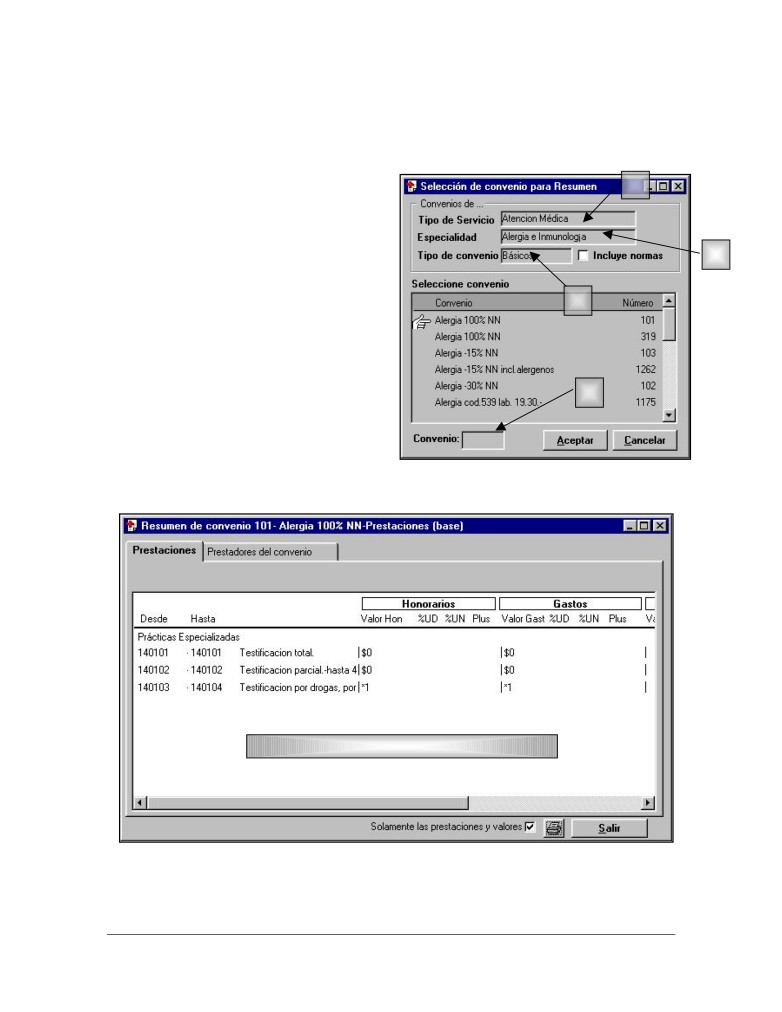 Selección de convenio para Resumen
Convenios de ...
Tipo de Servicio Atencion Médica
Especialidad Alergia e Inmunologia
Tipo de convenio Básicos Incluye normas
Seleccione convenio
Convenio Número
Alergia 100% NN 101
Alergia 100% NN 319
Alergia -15% NN 103
Alergia -15% NN incl.alergenos 1262
Alergia -30% NN 102
Alergia cod.539 lab. 19.30.- 1175
Convenio: Aceptar Cancelar
Resumen de convenio 101- Alergia 100% NN-Prestaciones (base)
Prestaciones Prestadores del convenio
Honorarios Gastos
Desde Hasta Valor Hon %UD %UN Plus Valor Gast %UD %UN Plus Va
Prácticas Especializadas
140101 - 140101 Testificacion total. $0 $0
140102 - 140102 Testificacion parcial.-hasta 4 $0 $0
140103 - 140104 Testificacion por drogas, por *1 *1
Solamente las prestaciones y valores Salir